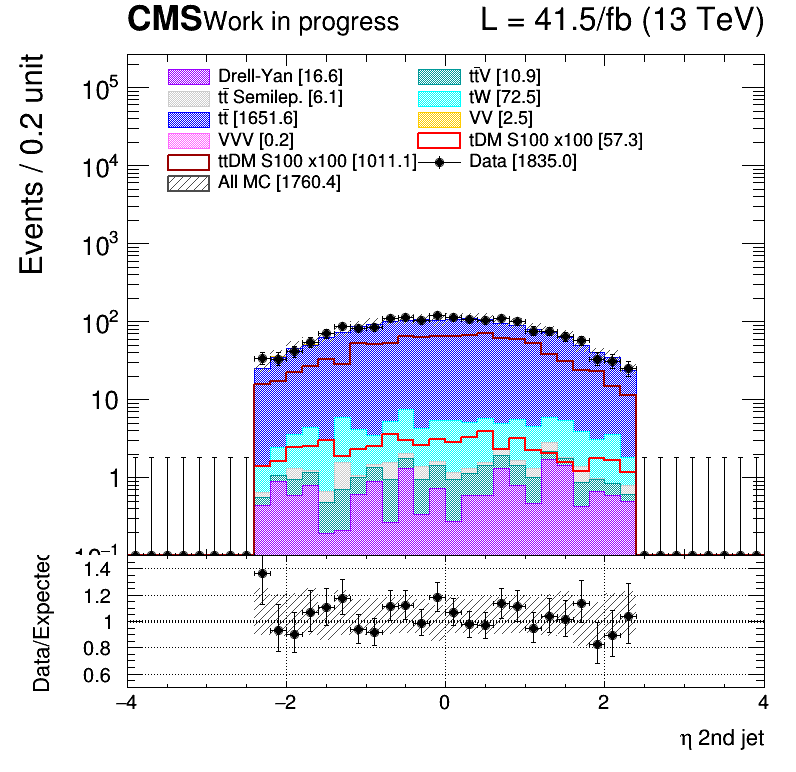 CMS Work in progress L = 41.5/fb (13 TeV)
Events / 0.2 unit
Drell-Yan [16.6]
tt̄V [10.9]
tt̄ Semilep. [6.1]
tW [72.5]
tt̄ [1651.6]
VV [2.5]
VVV [0.2]
tDM S100 x100 [57.3]
ttDM S100 x100 [1011.1]
Data [1835.0]
All MC [1760.4]
10⁵
10⁴
10³
10²
10
1
10⁻¹
Data/Expected
1.4
1.2
1
0.8
0.6
−4 −2 0 2 4
η 2nd jet